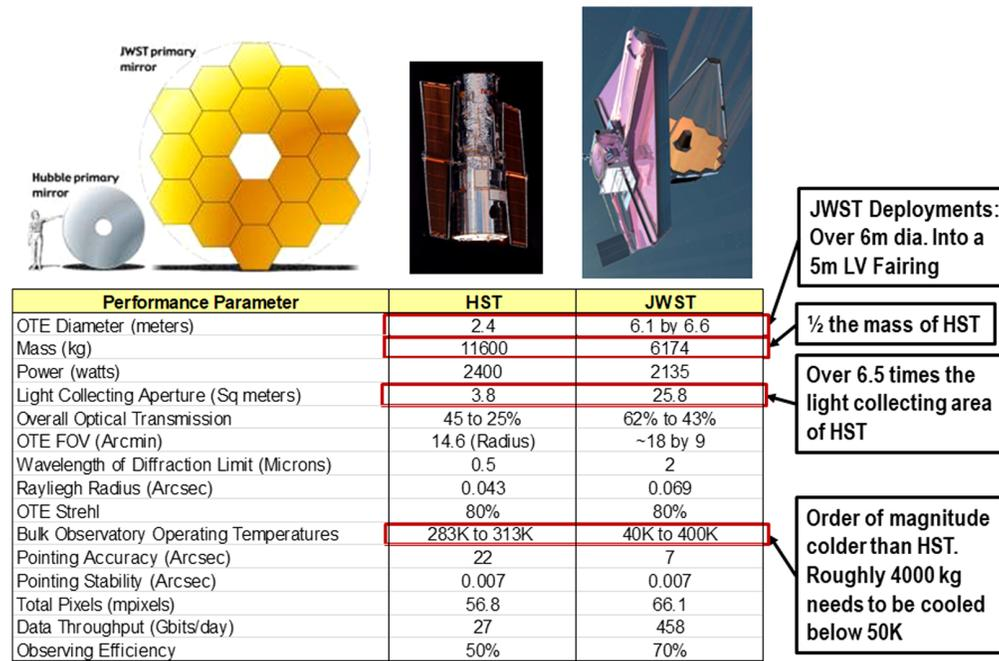 JWST primary
mirror
Hubble primary
mirror
JWST Deployments:
Over 6m dia. Into a
5m LV Fairing
½ the mass of HST
Over 6.5 times the
light collecting area
of HST
Order of magnitude
colder than HST.
Roughly 4000 kg
needs to be cooled
below 50K
Performance Parameter HST JWST
OTE Diameter (meters) 2.4 6.1 by 6.6
Mass (kg) 11600 6174
Power (watts) 2400 2135
Light Collecting Aperture (Sq meters) 3.8 25.8
Overall Optical Transmission 45 to 25% 62% to 43%
OTE FOV (Arcmin) 14.6 (Radius) ~18 by 9
Wavelength of Diffraction Limit (Microns) 0.5 2
Rayliegh Radius (Arcsec) 0.043 0.069
OTE Strehl 80% 80%
Bulk Observatory Operating Temperatures 283K to 313K 40K to 400K
Pointing Accuracy (Arcsec) 22 7
Pointing Stability (Arcsec) 0.007 0.007
Total Pixels (mpixels) 56.8 66.1
Data Throughput (Gbits/day) 27 458
Observing Efficiency 50% 70%